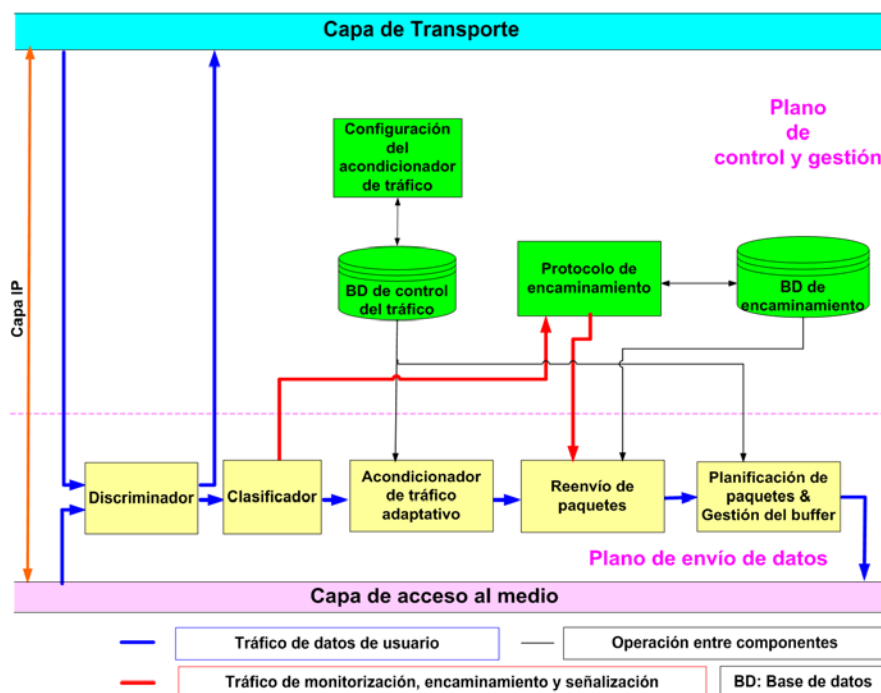 Capa de Transporte
Plano
de
control y gestión
Configuración
del
acondicionador
de tráfico
BD de control
del tráfico
Protocolo de
encaminamiento
BD de
encaminamiento
Capa IP
Discriminador
Clasificador
Acondicionador
de tráfico
adaptativo
Reenvío de
paquetes
Planificación de
paquetes &
Gestión del buffer
Plano de envío de datos
Capa de acceso al medio
Tráfico de datos de usuario
Operación entre componentes
Tráfico de monitorización, encaminamiento y señalización
BD: Base de datos